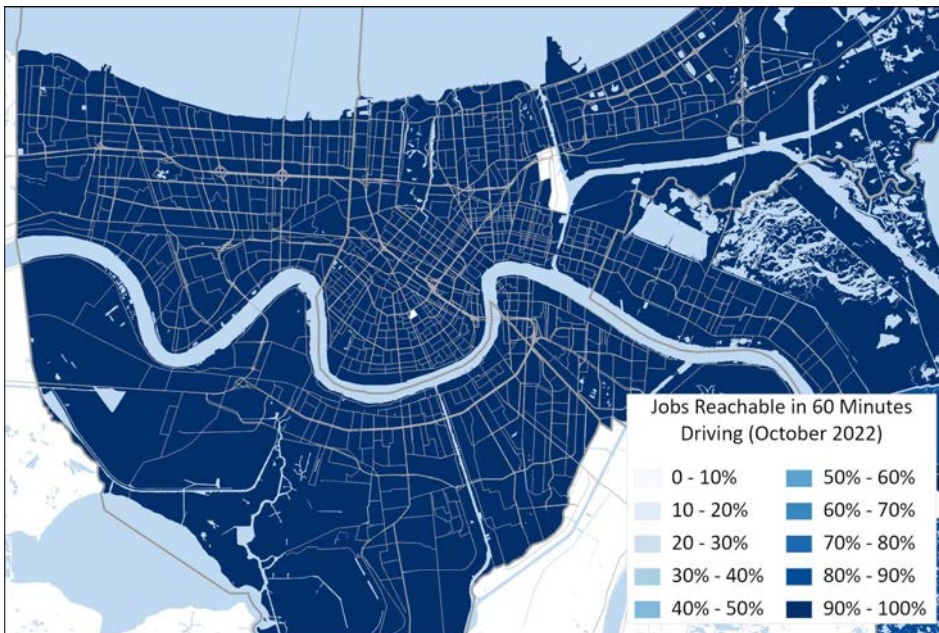 Jobs Reachable in 60 Minutes
Driving (October 2022)
0 - 10%
10 - 20%
20 - 30%
30% - 40%
40% - 50%
50% - 60%
60% - 70%
70% - 80%
80% - 90%
90% - 100%